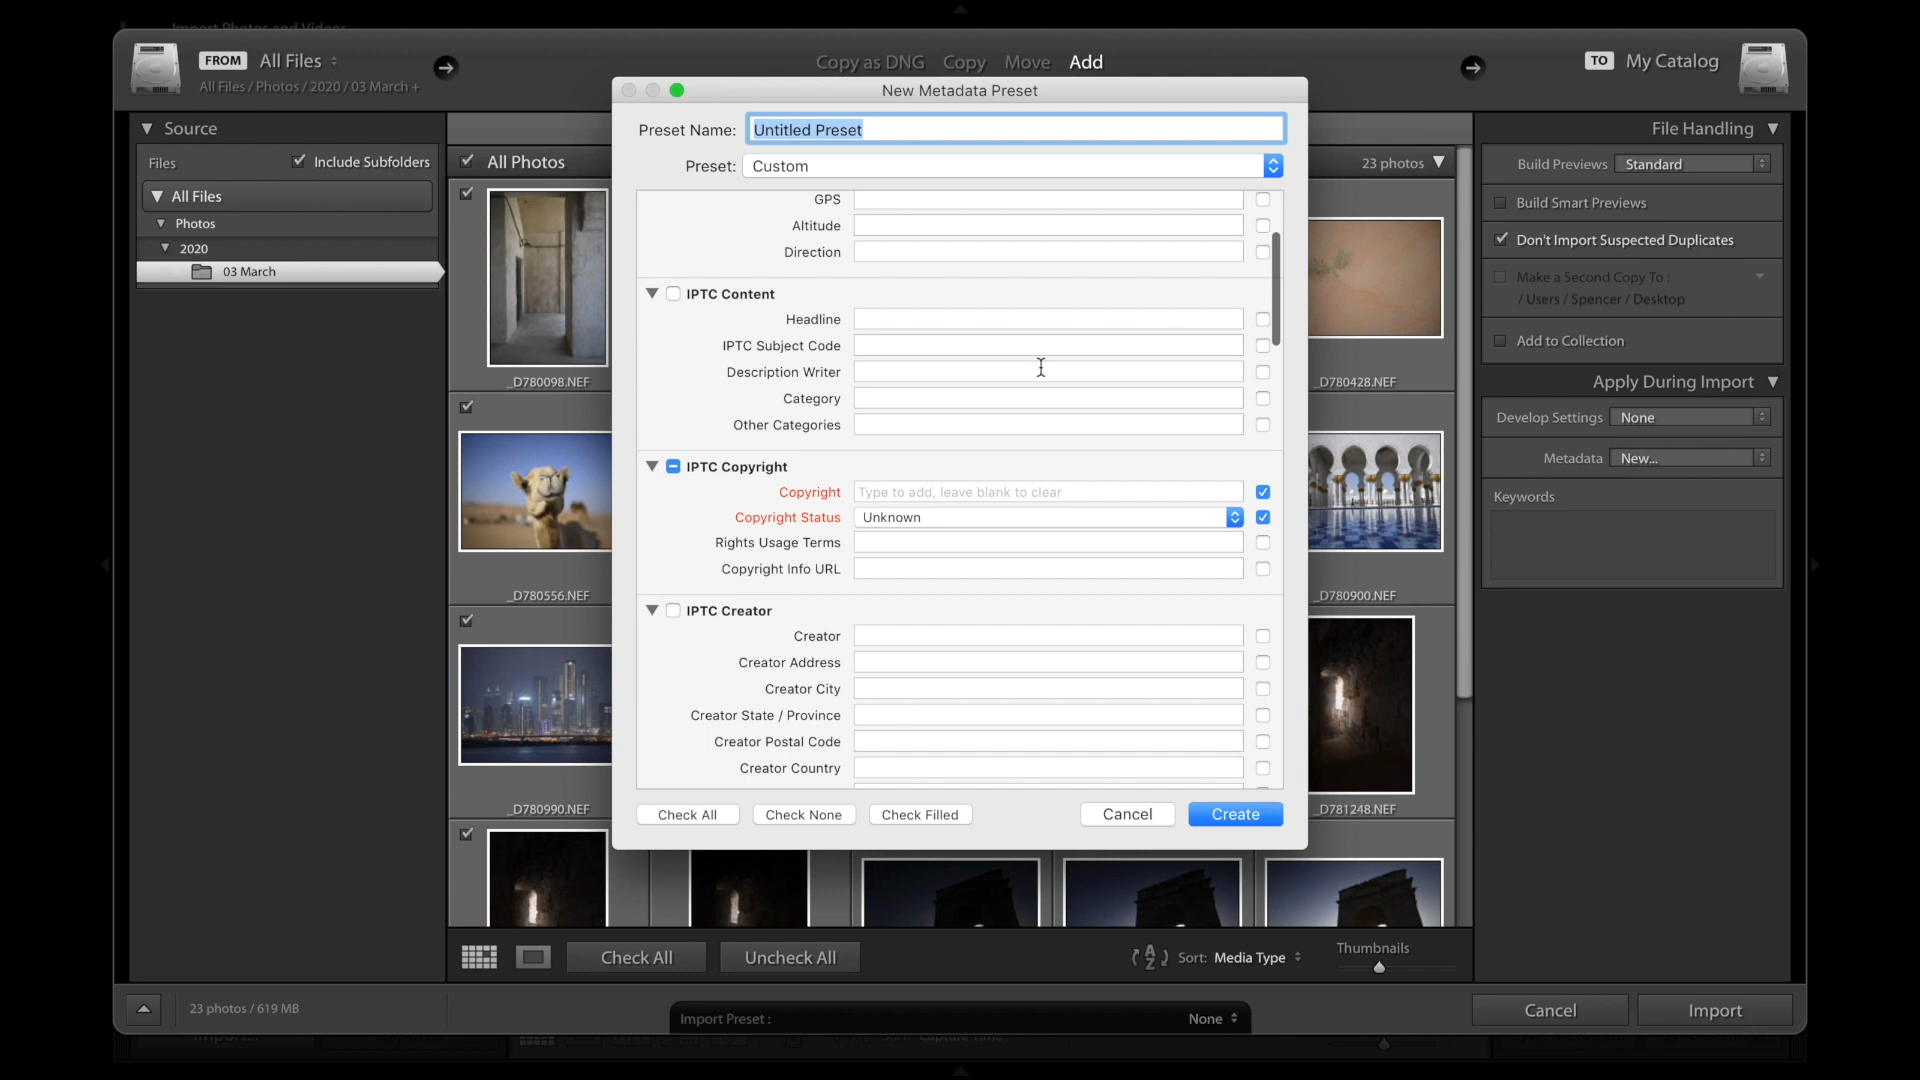 Import Photos and Videos
FROM All Files
All Files / Photos / 2020 / 03 March +
Copy as DNG Copy Move Add
TO My Catalog
New Metadata Preset
Preset Name: Untitled Preset
Preset: Custom
Source
Files Include Subfolders
All Files
Photos
2020
03 March
All Photos
23 photos
_D780098.NEF
_D780428.NEF
_D780556.NEF
_D780900.NEF
_D780990.NEF
_D781248.NEF
GPS
Altitude
Direction
IPTC Content
Headline
IPTC Subject Code
Description Writer
Category
Other Categories
IPTC Copyright
Copyright Type to add, leave blank to clear
Copyright Status Unknown
Rights Usage Terms
Copyright Info URL
IPTC Creator
Creator
Creator Address
Creator City
Creator State / Province
Creator Postal Code
Creator Country
Check All Check None Check Filled Cancel Create
File Handling
Build Previews Standard
Build Smart Previews
Don't Import Suspected Duplicates
Make a Second Copy To :
/ Users / Spencer / Desktop
Add to Collection
Apply During Import
Develop Settings None
Metadata New...
Keywords
Check All Uncheck All
Sort: Media Type
Thumbnails
23 photos / 619 MB
Import Preset : None
Cancel Import
Import...
Sort: Capture Time